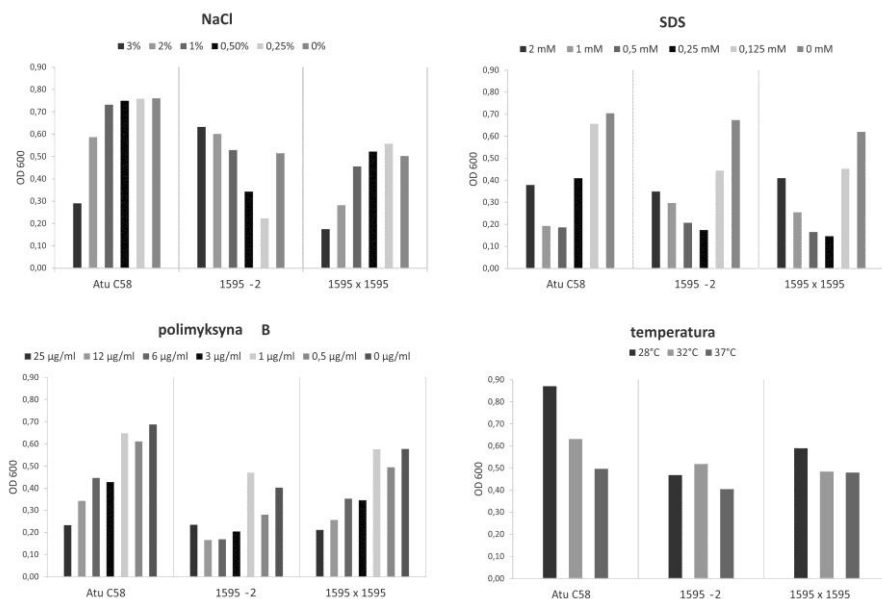 NaCl
3% 2% 1% 0,50% 0,25% 0%
0,90
0,80
0,70
0,60
0,50
0,40
0,30
0,20
0,10
0,00
OD 600
Atu C58 1595 -2 1595 x 1595
SDS
2 mM 1 mM 0,5 mM 0,25 mM 0,125 mM 0 mM
0,90
0,80
0,70
0,60
0,50
0,40
0,30
0,20
0,10
0,00
OD 600
Atu C58 1595 -2 1595 x 1595
polimyksyna B
25 µg/ml 12 µg/ml 6 µg/ml 3 µg/ml 1 µg/ml 0,5 µg/ml 0 µg/ml
0,90
0,80
0,70
0,60
0,50
0,40
0,30
0,20
0,10
0,00
OD 600
Atu C58 1595 -2 1595 x 1595
temperatura
28°C 32°C 37°C
0,90
0,80
0,70
0,60
0,50
0,40
0,30
0,20
0,10
0,00
OD 600
Atu C58 1595 -2 1595 x 1595